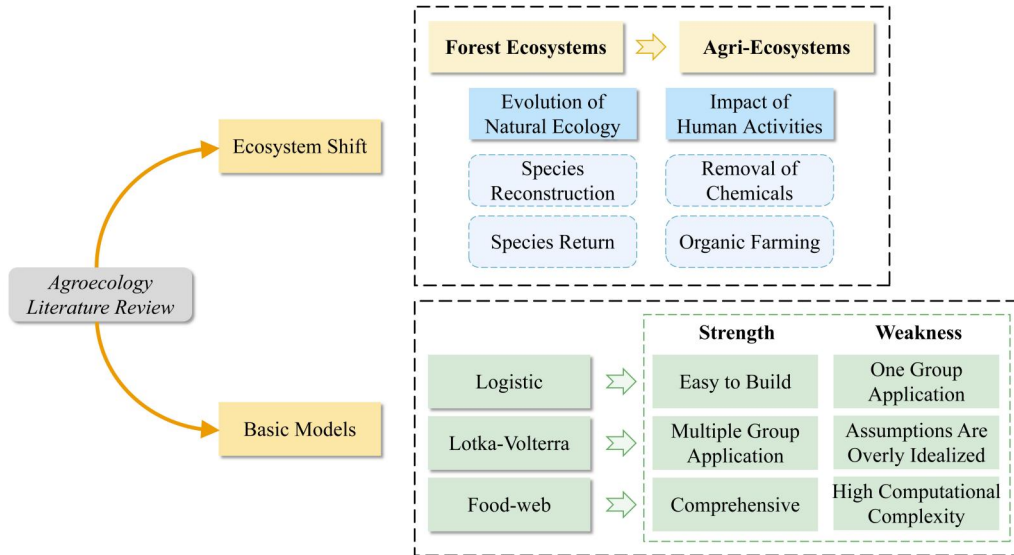 Agroecology
Literature Review
Ecosystem Shift
Basic Models
Forest Ecosystems
Agri-Ecosystems
Evolution of
Natural Ecology
Impact of
Human Activities
Species
Reconstruction
Removal of
Chemicals
Species Return
Organic Farming
Strength
Weakness
Logistic
Easy to Build
One Group
Application
Lotka-Volterra
Multiple Group
Application
Assumptions Are
Overly Idealized
Food-web
Comprehensive
High Computational
Complexity